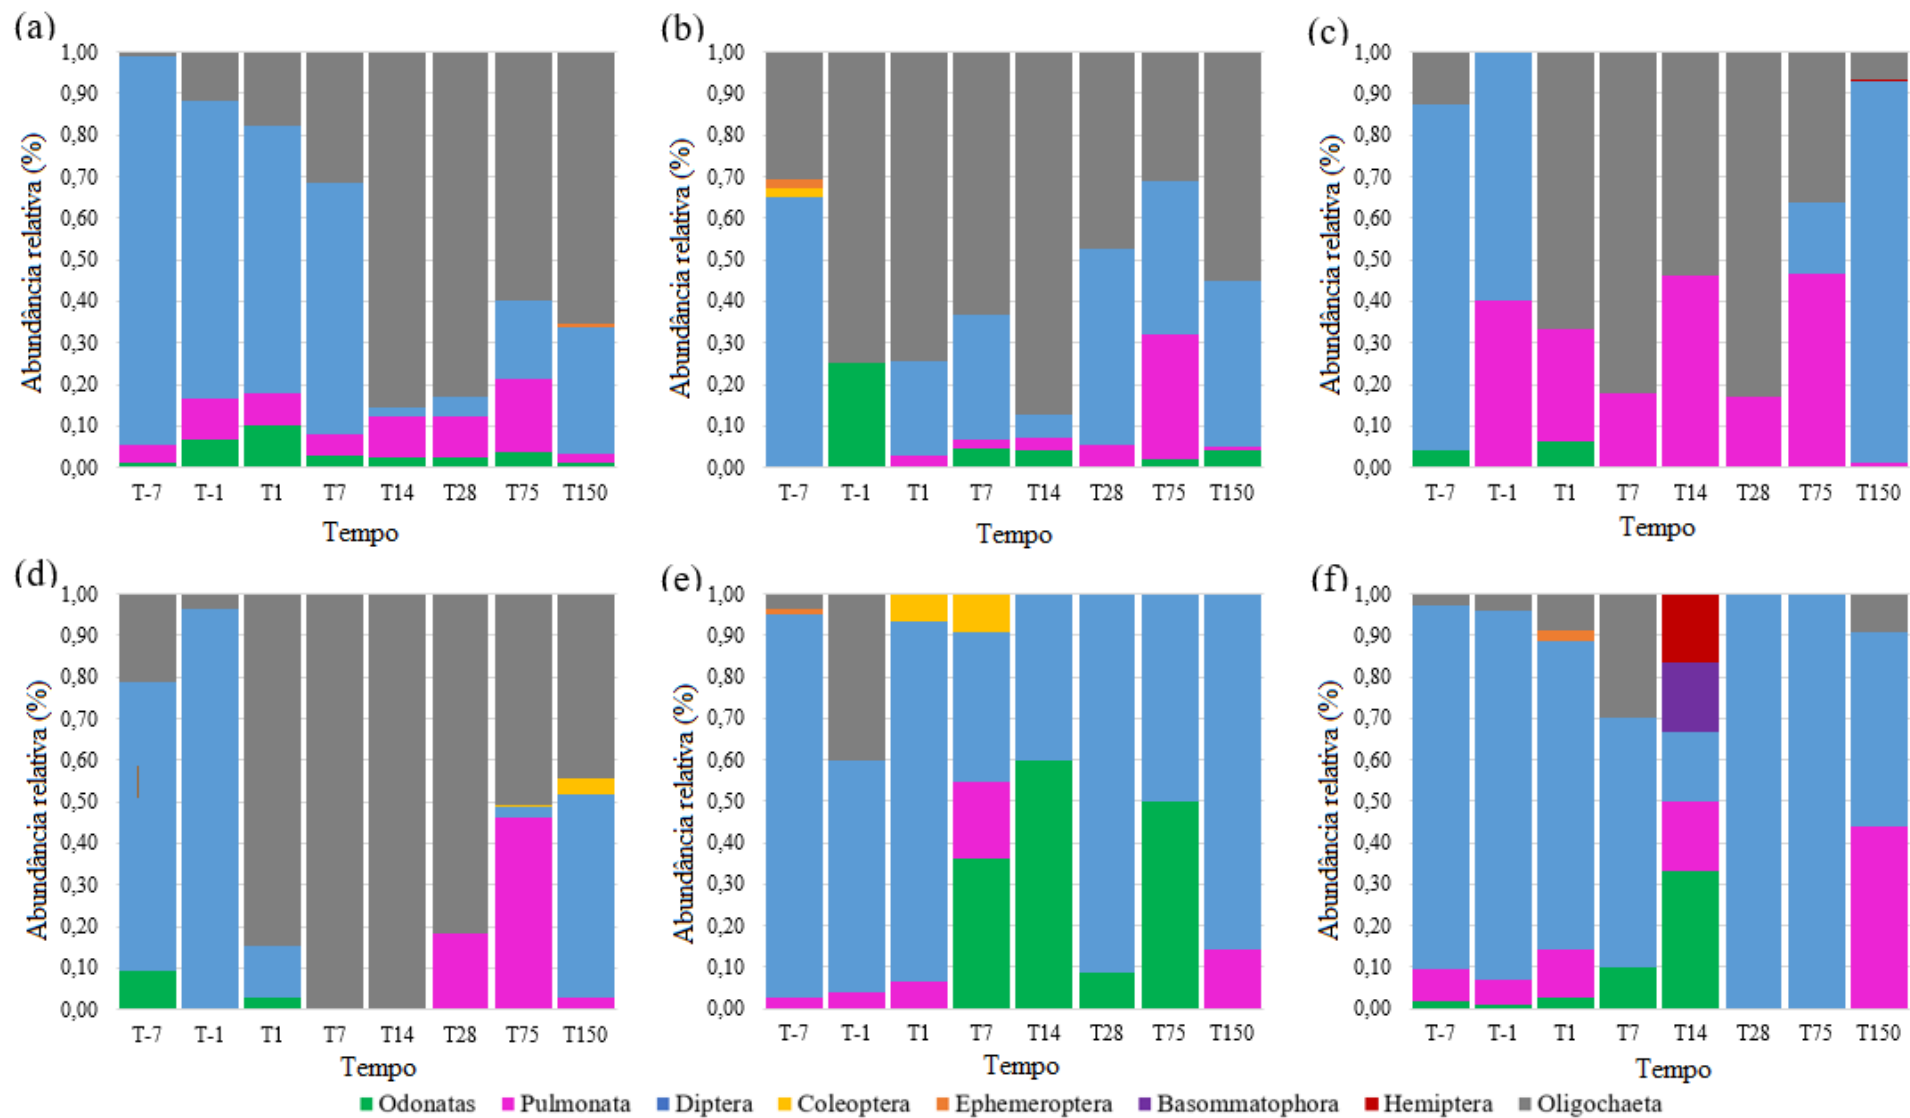 (a)
1,00
0,90
0,80
0,70
0,60
0,50
0,40
0,30
0,20
0,10
0,00
Abundância relativa (%)
T-7 T-1 T1 T7 T14 T28 T75 T150
Tempo
(b)
1,00
0,90
0,80
0,70
0,60
0,50
0,40
0,30
0,20
0,10
0,00
Abundância relativa (%)
T-7 T-1 T1 T7 T14 T28 T75 T150
Tempo
(c)
1,00
0,90
0,80
0,70
0,60
0,50
0,40
0,30
0,20
0,10
0,00
Abundância relativa (%)
T-7 T-1 T1 T7 T14 T28 T75 T150
Tempo
(d)
1,00
0,90
0,80
0,70
0,60
0,50
0,40
0,30
0,20
0,10
0,00
Abundância relativa (%)
T-7 T-1 T1 T7 T14 T28 T75 T150
Tempo
(e)
1,00
0,90
0,80
0,70
0,60
0,50
0,40
0,30
0,20
0,10
0,00
Abundância relativa (%)
T-7 T-1 T1 T7 T14 T28 T75 T150
Tempo
(f)
1,00
0,90
0,80
0,70
0,60
0,50
0,40
0,30
0,20
0,10
0,00
Abundância relativa (%)
T-7 T-1 T1 T7 T14 T28 T75 T150
Tempo
Odonatas Pulmonata Diptera Coleoptera Ephemeroptera Basommatophora Hemiptera Oligochaeta